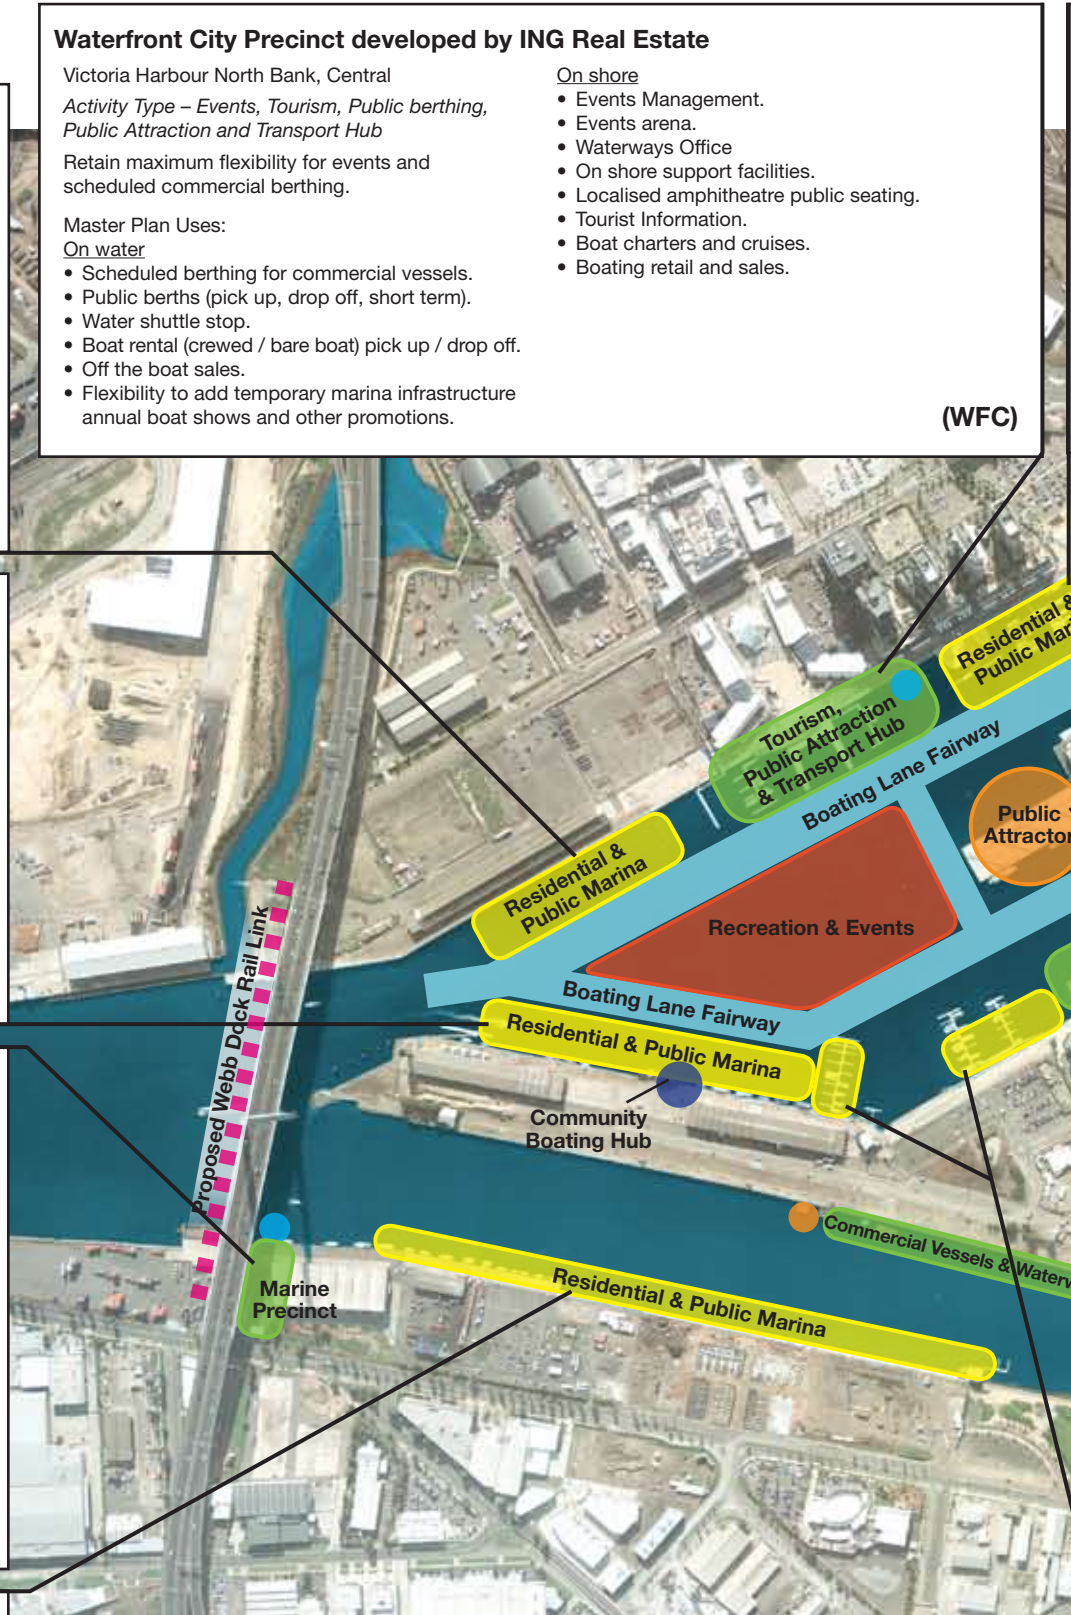 Waterfront City Precinct developed by ING Real Estate
Victoria Harbour North Bank, Central
Activity Type – Events, Tourism, Public berthing,
Public Attraction and Transport Hub
Retain maximum flexibility for events and
scheduled commercial berthing.
Master Plan Uses:
On water
• Scheduled berthing for commercial vessels.
• Public berths (pick up, drop off, short term).
• Water shuttle stop.
• Boat rental (crewed / bare boat) pick up / drop off.
• Off the boat sales.
• Flexibility to add temporary marina infrastructure
annual boat shows and other promotions.
On shore
• Events Management.
• Events arena.
• Waterways Office
• On shore support facilities.
• Localised amphitheatre public seating.
• Tourist Information.
• Boat charters and cruises.
• Boating retail and sales.
(WFC)
Residential &
Public
Tourism,
Public Attraction
& Transport Hub
Boating Lane Fairway
Public
Residential &
Public Marina
Recreation & Events
Boating Lane Fairway
Residential & Public Marina
Community
Boating Hub
Proposed Webb Dock Rail Link
Commercial Vessels &
Marine
Precinct
Residential & Public Marina